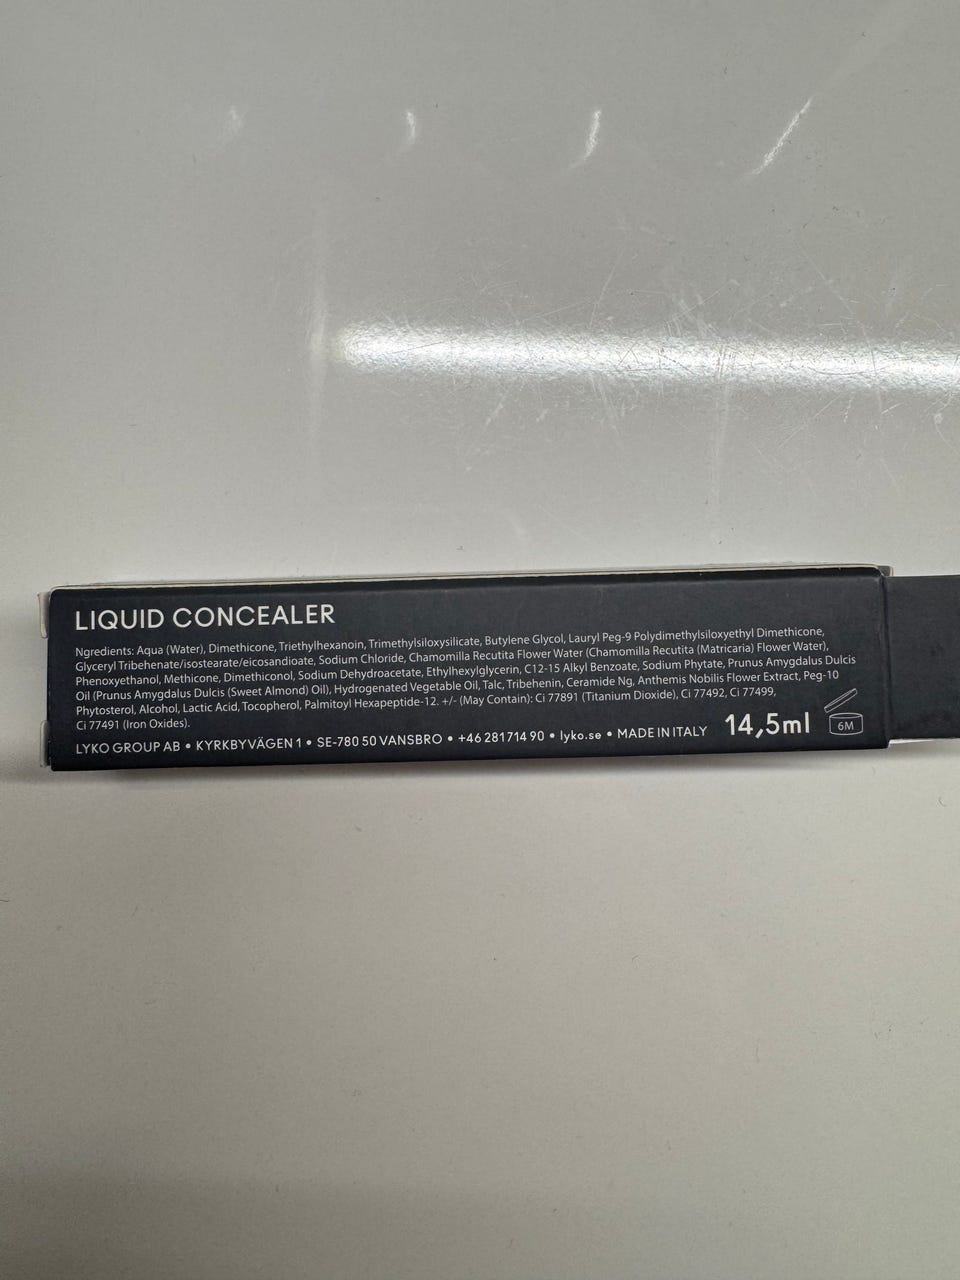 LIQUID CONCEALER
Ngredients: Aqua (Water), Dimethicone, Triethylhexanoin, Trimethylsiloxysilicate, Butylene Glycol, Lauryl Peg-9 Polydimethylsiloxyethyl Dimethicone,
Glyceryl Tribehenate/isostearate/eicosandioate, Sodium Chloride, Chamomilla Recutita Flower Water (Chamomilla Recutita (Matricaria) Flower Water),
Phenoxyethanol, Methicone, Dimethiconol, Sodium Dehydroacetate, Ethylhexylglycerin, C12-15 Alkyl Benzoate, Sodium Phytate, Prunus Amygdalus Dulcis
Oil (Prunus Amygdalus Dulcis (Sweet Almond) Oil), Hydrogenated Vegetable Oil, Talc, Tribehenin, Ceramide Ng, Anthemis Nobilis Flower Extract, Peg-10
Phytosterol, Alcohol, Lactic Acid, Tocopherol, Palmitoyl Hexapeptide-12. +/- (May Contain): Ci 77891 (Titanium Dioxide), Ci 77492, Ci 77499,
Ci 77491 (Iron Oxides).
LYKO GROUP AB • KYRKBYVÄGEN 1 • SE-780 50 VANSBRO • +46 281 714 90 • lyko.se • MADE IN ITALY 14,5ml 6M